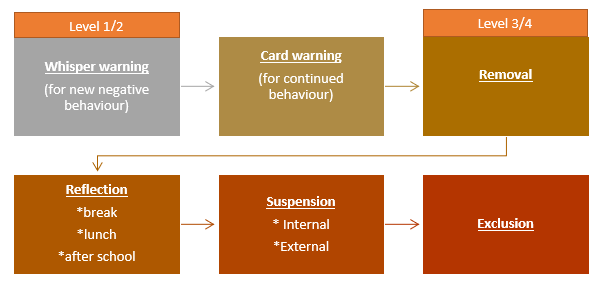 Level 1/2
Whisper warning
(for new negative
behaviour)
Card warning
(for continued
behaviour)
Level 3/4
Removal
Reflection
*break
*lunch
*after school
Suspension
* Internal
*External
Exclusion